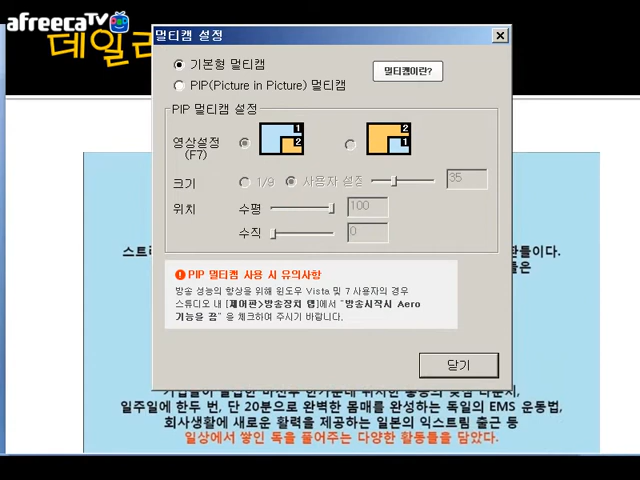 afreecaTV
데일리
멀티캠 설정
기본형 멀티캠
멀티캠이란?
PIP(Picture in Picture) 멀티캠
PIP 멀티캠 설정
영상설정
(F7)
1
2
2
1
크기
1/9
사용자 설정
35
위치
수평
100
수직
0
PIP 멀티캠 사용 시 유의사항
방송 성능의 향상을 위해 윈도우 Vista 및 7 사용자의 경우
스튜디오 내 [제어판>방송장치 탭]에서 "방송시작시 Aero
기능을 끔" 을 체크하여 주시기 바랍니다.
닫기
일주일에 한두 번, 단 20분으로 완벽한 몸매를 완성하는 독일의 EMS 운동법,
회사생활에 새로운 활력을 제공하는 일본의 익스트림 출근 등
일상에서 쌓인 독을 풀어주는 다양한 활동들을 담았다.